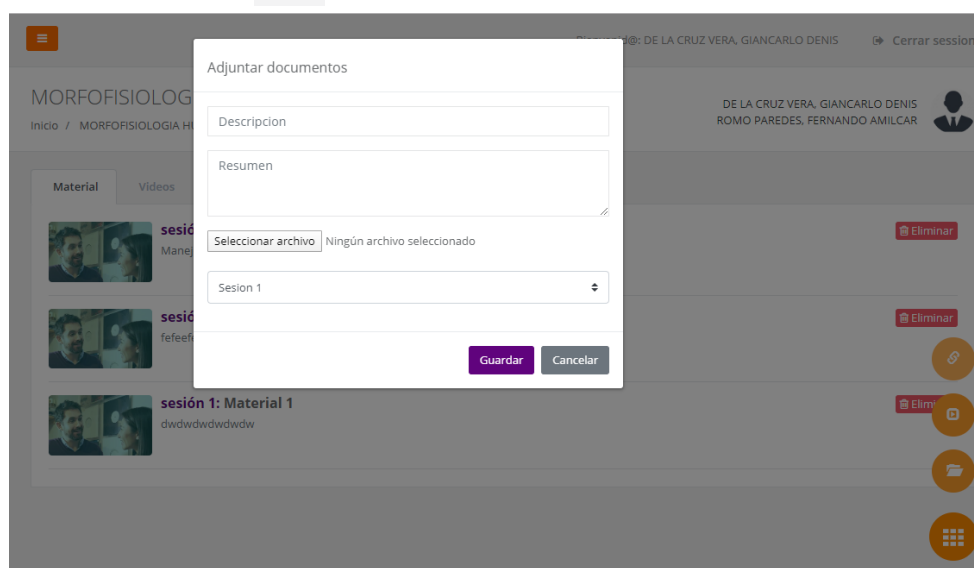 DE LA CRUZ VERA, GIANCARLO DENIS
Cerrar session
Adjuntar documentos
MORFOFISIOLOG
Inicio / MORFOFISIOLOGIA
DE LA CRUZ VERA, GIANCARLO DENIS
ROMO PAREDES, FERNANDO AMILCAR
Descripcion
Resumen
Material
Videos
sesió
Manej
Eliminar
Seleccionar archivo
Ningún archivo seleccionado
Sesion 1
sesió
fefeefe
Eliminar
Guardar
Cancelar
sesión 1: Material 1
dwdwdwdwdwdw
Elimi